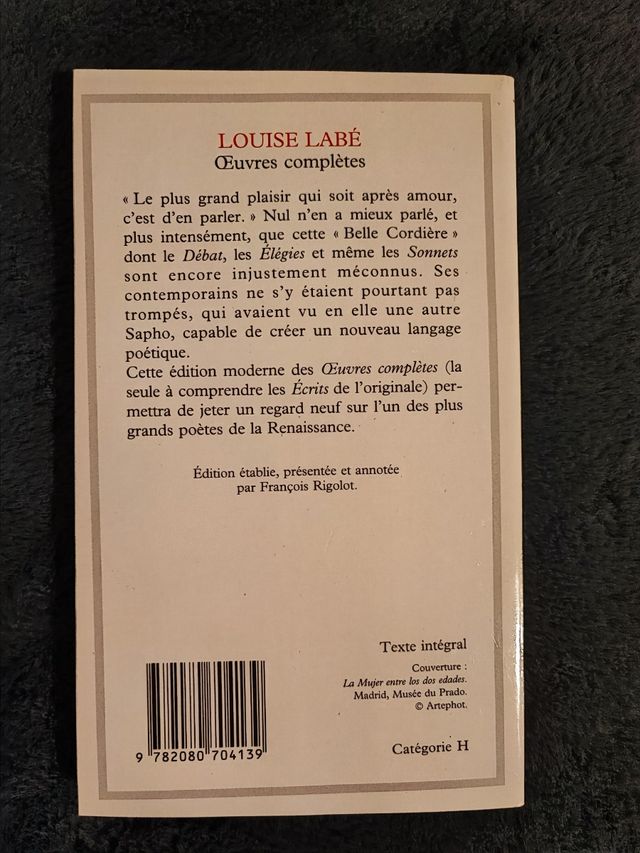 LOUISE LABÉ
Œuvres complètes
« Le plus grand plaisir qui soit après amour,
c'est d'en parler. » Nul n'en a mieux parlé, et
plus intensément, que cette « Belle Cordière »
dont le Débat, les Élégies et même les Sonnets
sont encore injustement méconnus. Ses
contemporains ne s'y étaient pourtant pas
trompés, qui avaient vu en elle une autre
Sapho, capable de créer un nouveau langage
poétique.
Cette édition moderne des Œuvres complètes (la
seule à comprendre les Écrits de l'originale) per-
mettra de jeter un regard neuf sur l'un des plus
grands poètes de la Renaissance.
Édition établie, présentée et annotée
par François Rigolot.
Texte intégral
Couverture :
La Mujer entre los dos edades.
Madrid, Musée du Prado.
© Artephot.
9 782080 704139
Catégorie H